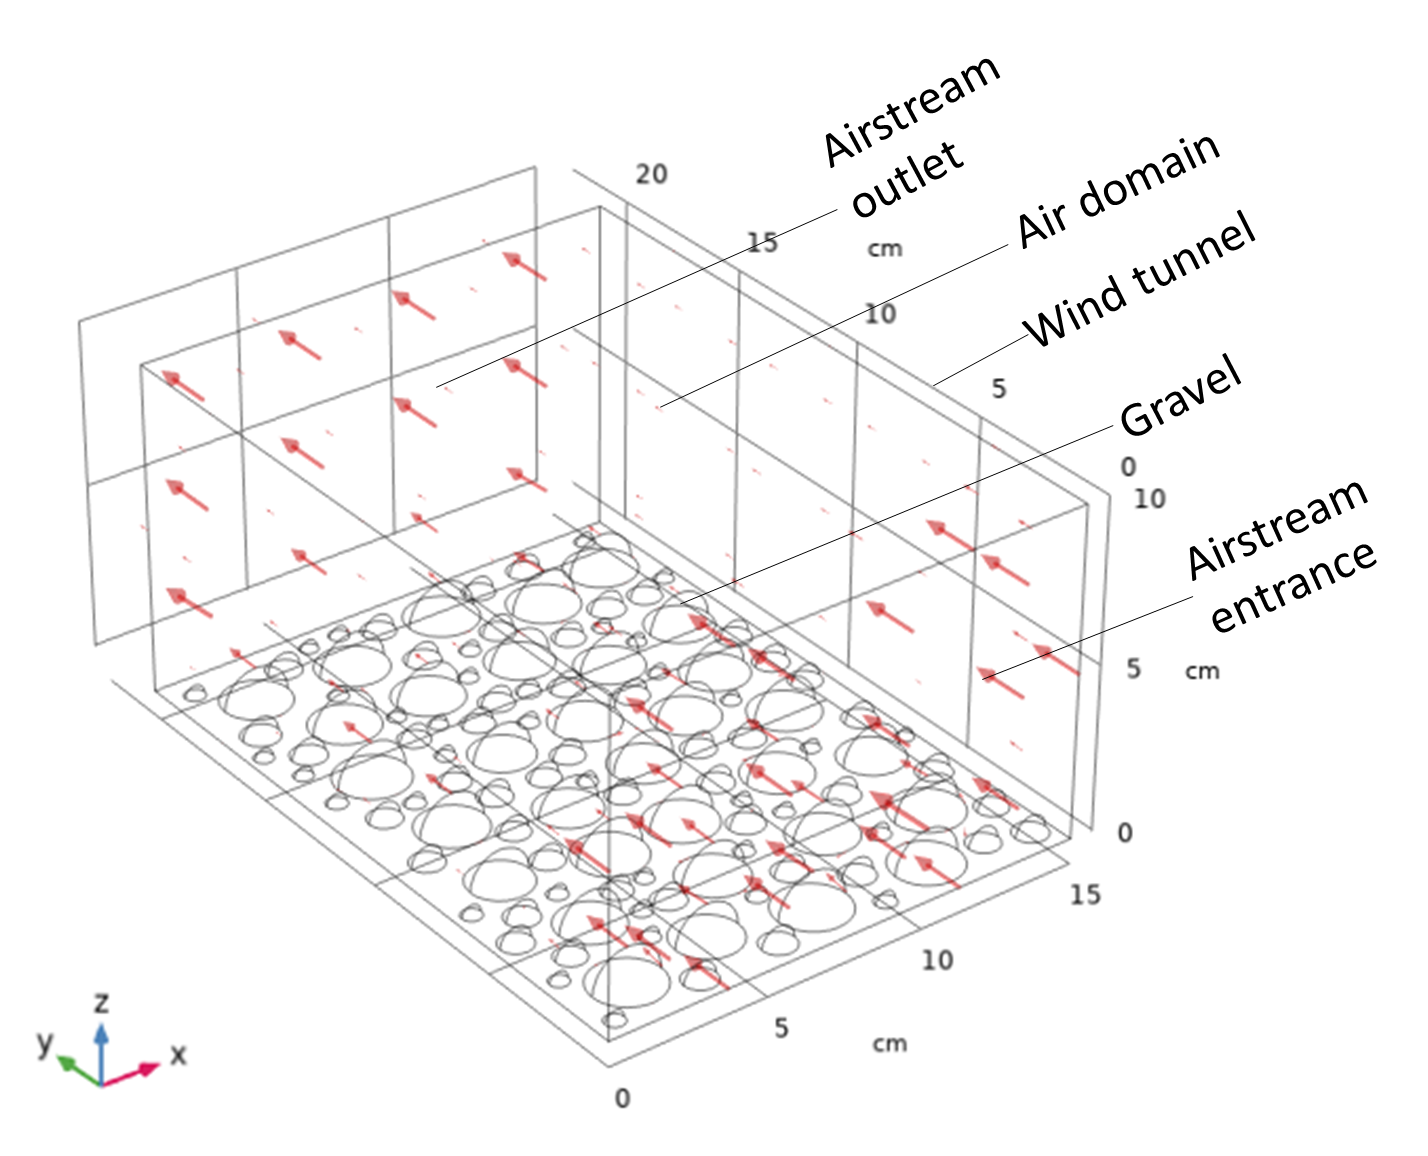 Airstream
outlet
Air domain
Wind tunnel
Gravel
Airstream
entrance
20
15
cm
10
5
0
10
5
cm
0
15
10
5
cm
0
z
y
x